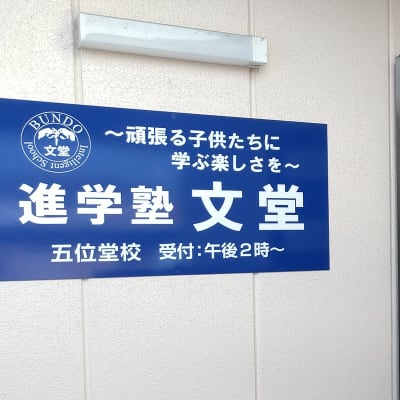 BUNDO
文堂
Intelligent School
～頑張る子供たちに
学ぶ楽しさを～
進学塾 文堂
五位堂校 受付:午後2時～